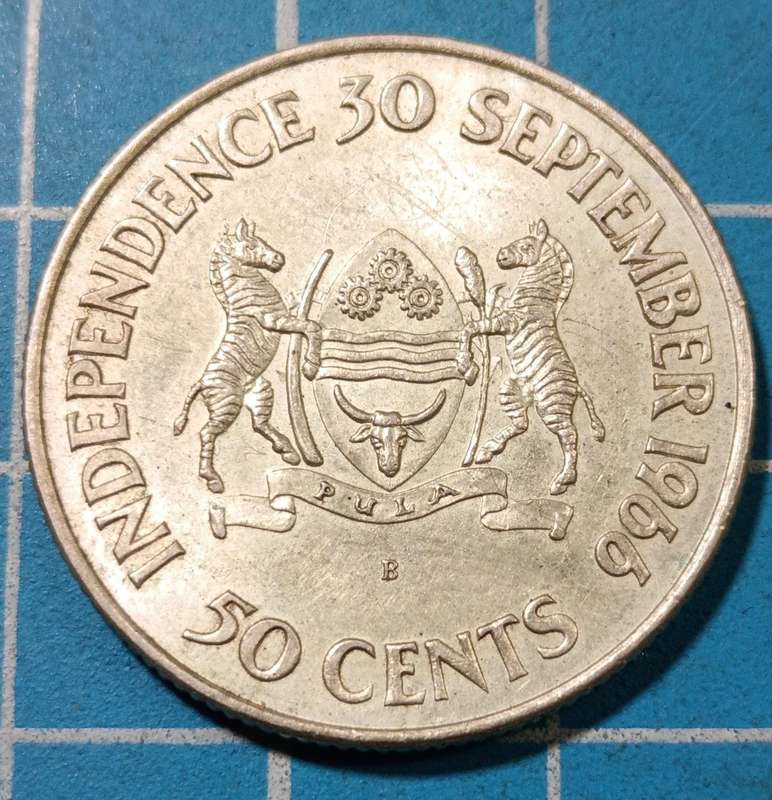 INDEPENDENCE 30 SEPTEMBER 1966
PULA
B
50 CENTS